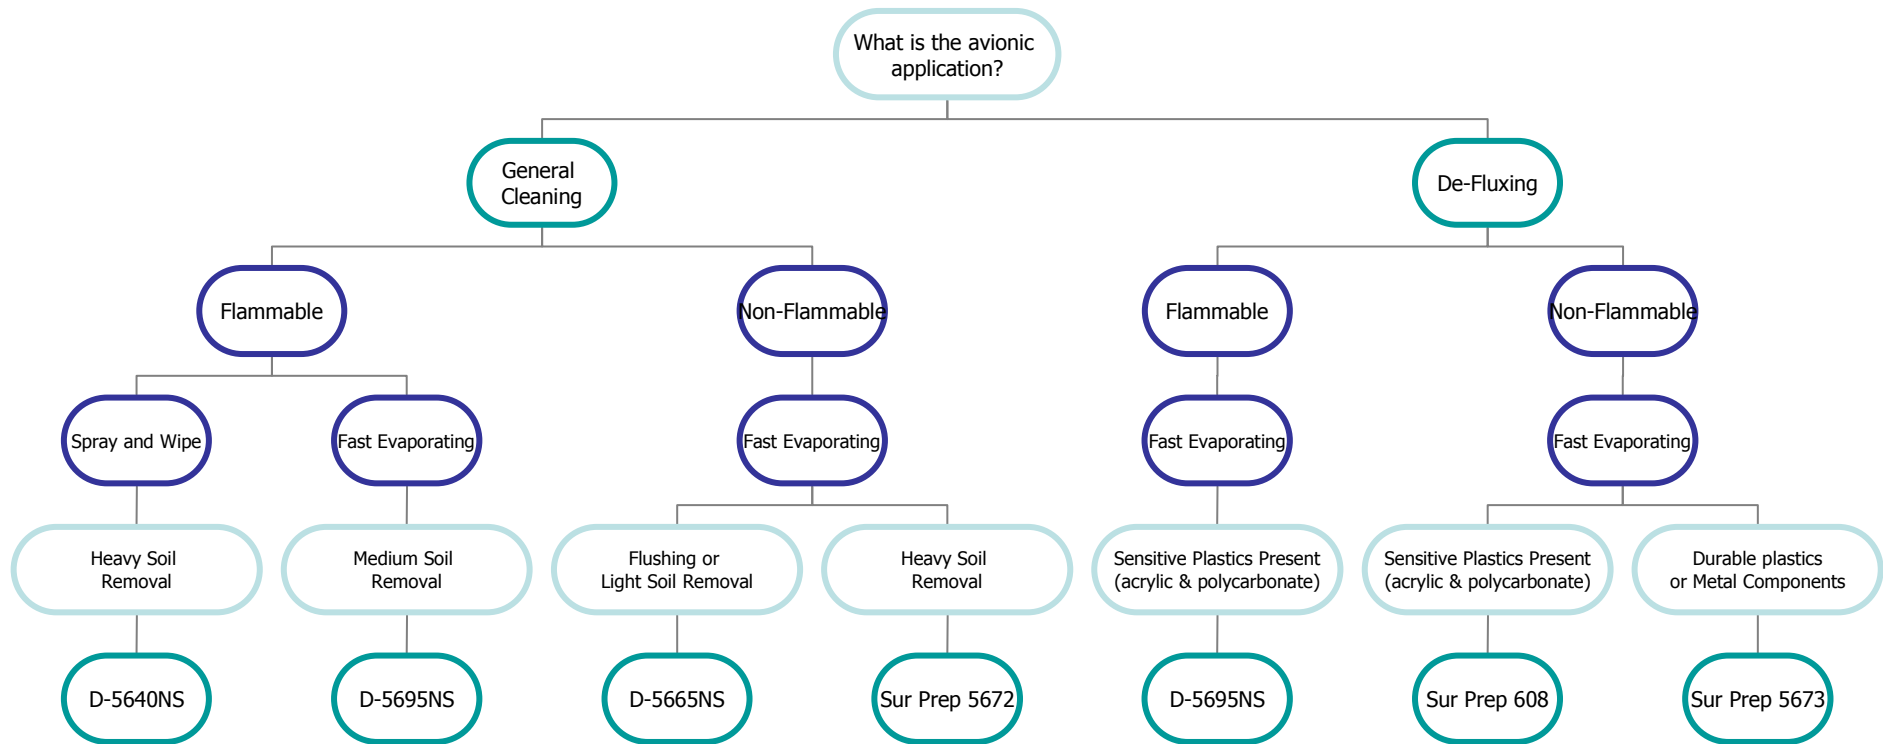 What is the avionic
application?
General
Cleaning
De-Fluxing
Flammable
Non-Flammable
Flammable
Non-Flammable
Spray and Wipe
Fast Evaporating
Fast Evaporating
Fast Evaporating
Fast Evaporating
Heavy Soil
Removal
Medium Soil
Removal
Flushing or
Light Soil Removal
Heavy Soil
Removal
Sensitive Plastics Present
(acrylic & polycarbonate)
Sensitive Plastics Present
(acrylic & polycarbonate)
Durable plastics
or Metal Components
D-5640NS
D-5695NS
D-5665NS
Sur Prep 5672
D-5695NS
Sur Prep 608
Sur Prep 5673